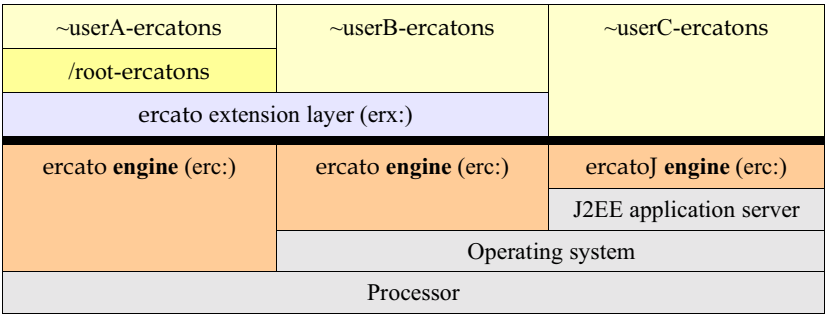 ~userA-ercatons
~userB-ercatons
~userC-ercatons
/root-ercatons
ercato extension layer (erx:)
ercato engine (erc:)
ercato engine (erc:)
ercatoJ engine (erc:)
J2EE application server
Operating system
Processor